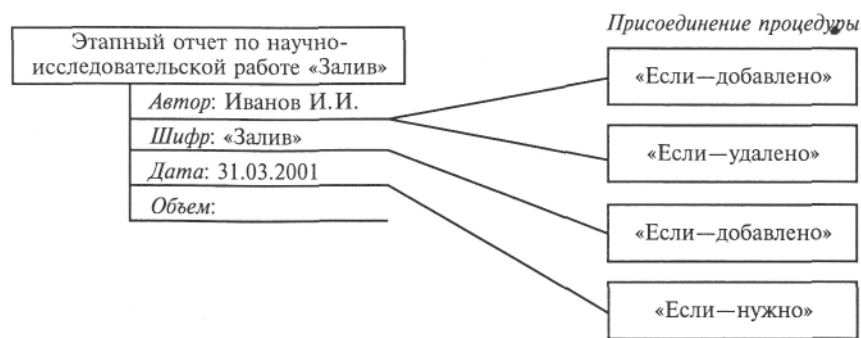 Присоединение процедуры
Этапный отчет по научно-
исследовательской работе «Залив»
Автор: Иванов И.И.
Шифр: «Залив»
Дата: 31.03.2001
Объем:
«Если—добавлено»
«Если—удалено»
«Если—добавлено»
«Если—нужно»